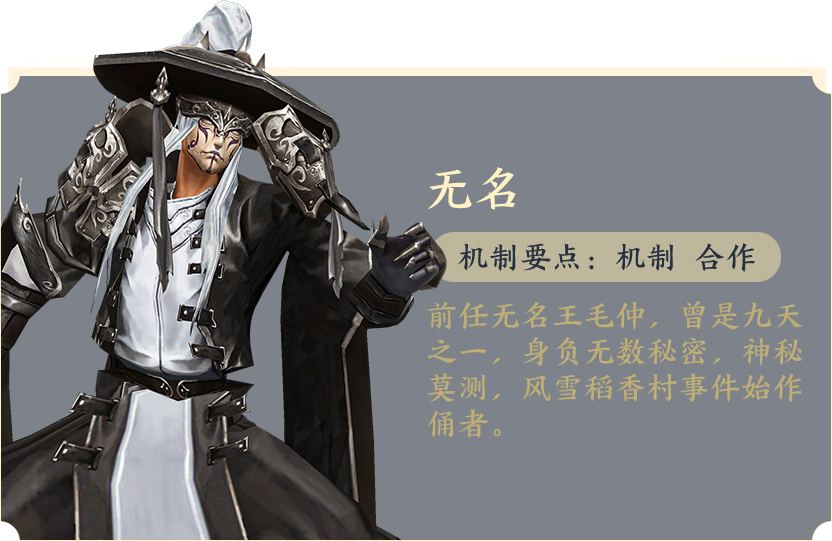 无名
机制要点：机制 合作
前任无名王毛仲，曾是九天
之一，身负无数秘密，神秘
莫测，风雪稻香村事件始作
俑者。